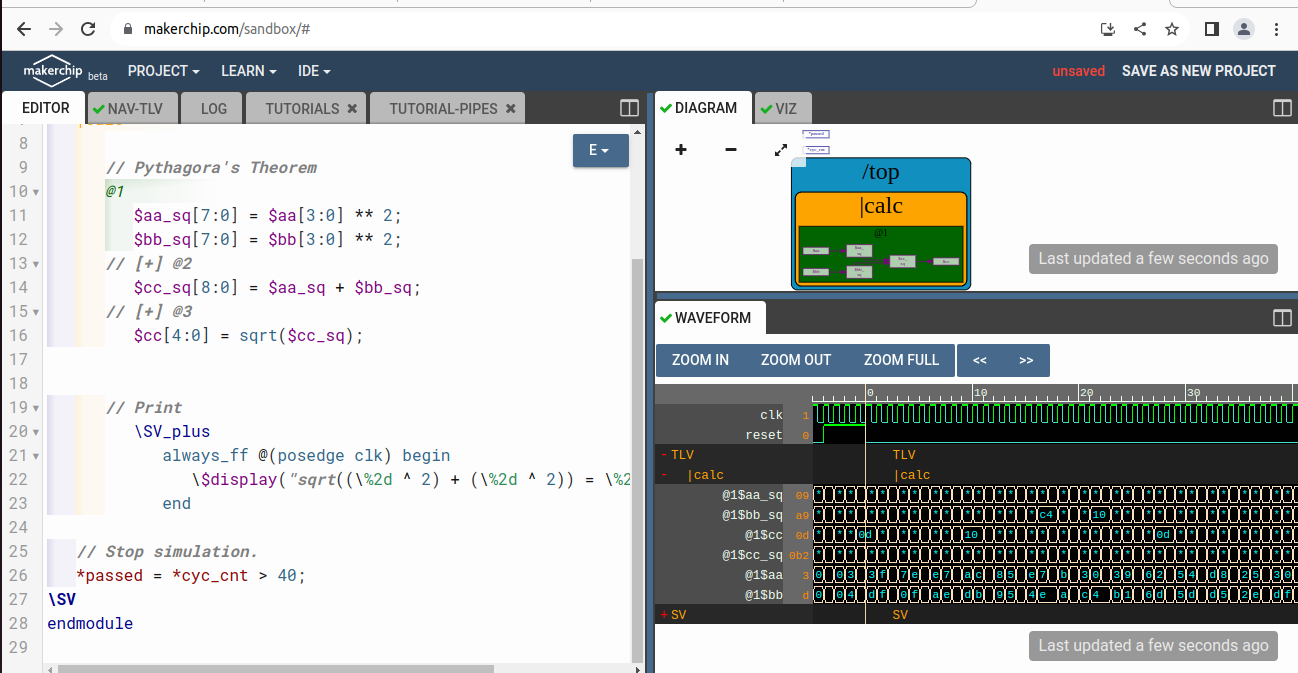 makerchip.com/sandbox/#
makerchip beta PROJECT LEARN IDE unsaved SAVE AS NEW PROJECT
EDITOR NAV-TLV LOG TUTORIALS TUTORIAL-PIPES
8
9 // Pythagora's Theorem
10 @1
11 $aa_sq[7:0] = $aa[3:0] ** 2;
12 $bb_sq[7:0] = $bb[3:0] ** 2;
13 // [+] @2
14 $cc_sq[8:0] = $aa_sq + $bb_sq;
15 // [+] @3
16 $cc[4:0] = sqrt($cc_sq);
17
18
19 // Print
20 \SV_plus
21 always_ff @(posedge clk) begin
22 \$display("sqrt((\%2d ^ 2) + (\%2d ^ 2)) = \%2
23 end
24
25 // Stop simulation.
26 *passed = *cyc_cnt > 40;
27 \SV
28 endmodule
29
E
DIAGRAM VIZ
/top
|calc
@1
Last updated a few seconds ago
WAVEFORM
ZOOM IN ZOOM OUT ZOOM FULL << >>
0 10 20 30
clk 1
reset 0
- TLV TLV
- |calc |calc
@1$aa_sq 09
@1$bb_sq a9 c4 10
@1$cc 0d 0d 10 0d
@1$cc_sq 0b2
@1$aa 3
@1$bb d
+ SV SV
Last updated a few seconds ago